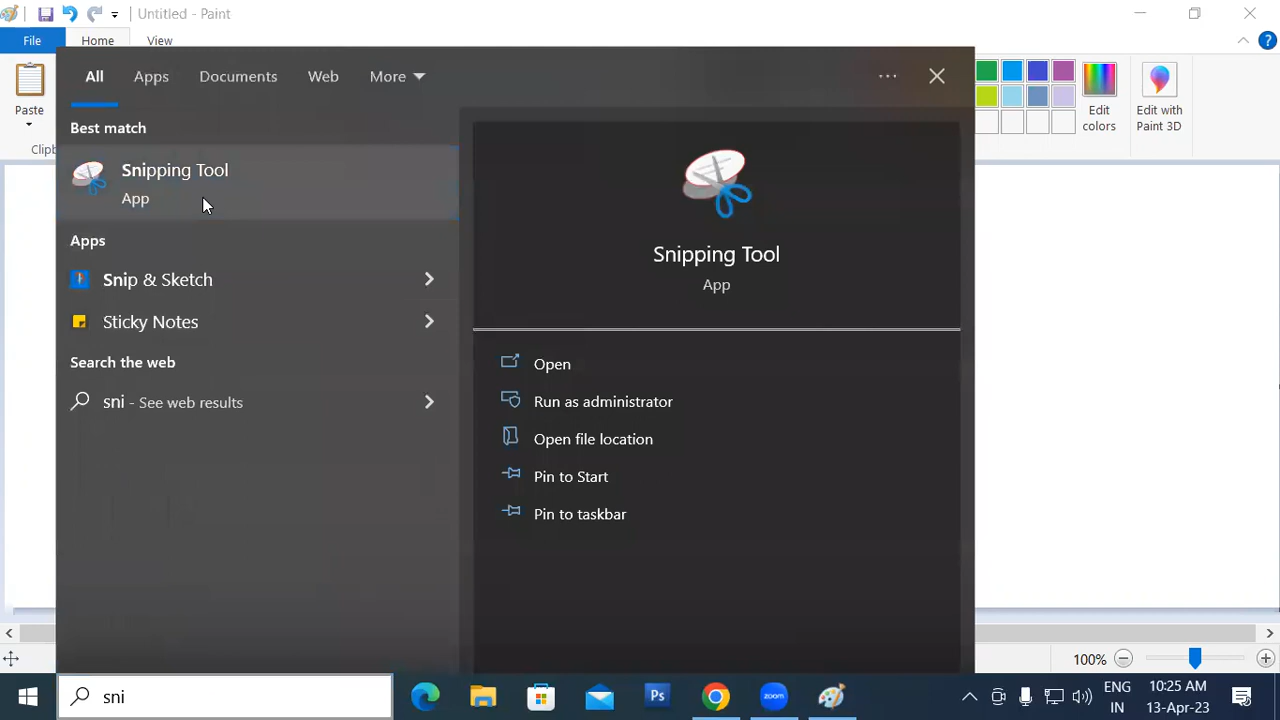 Untitled - Paint
File
Home
View
All
Apps
Documents
Web
More
Paste
Clipb
Edit colors
Edit with Paint 3D
Best match
Snipping Tool
App
Apps
Snip & Sketch
Sticky Notes
Search the web
sni - See web results
Snipping Tool
App
Open
Run as administrator
Open file location
Pin to Start
Pin to taskbar
100%
sni
Ps
zoom
ENG
IN
10:25 AM
13-Apr-23